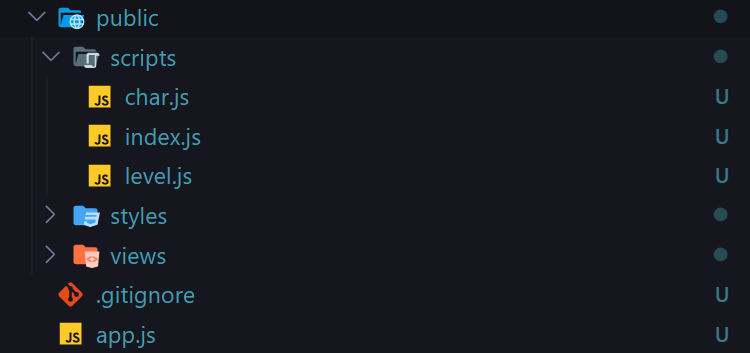 public
scripts
JS char.js U
JS index.js U
JS level.js U
styles
views
.gitignore U
JS app.js U